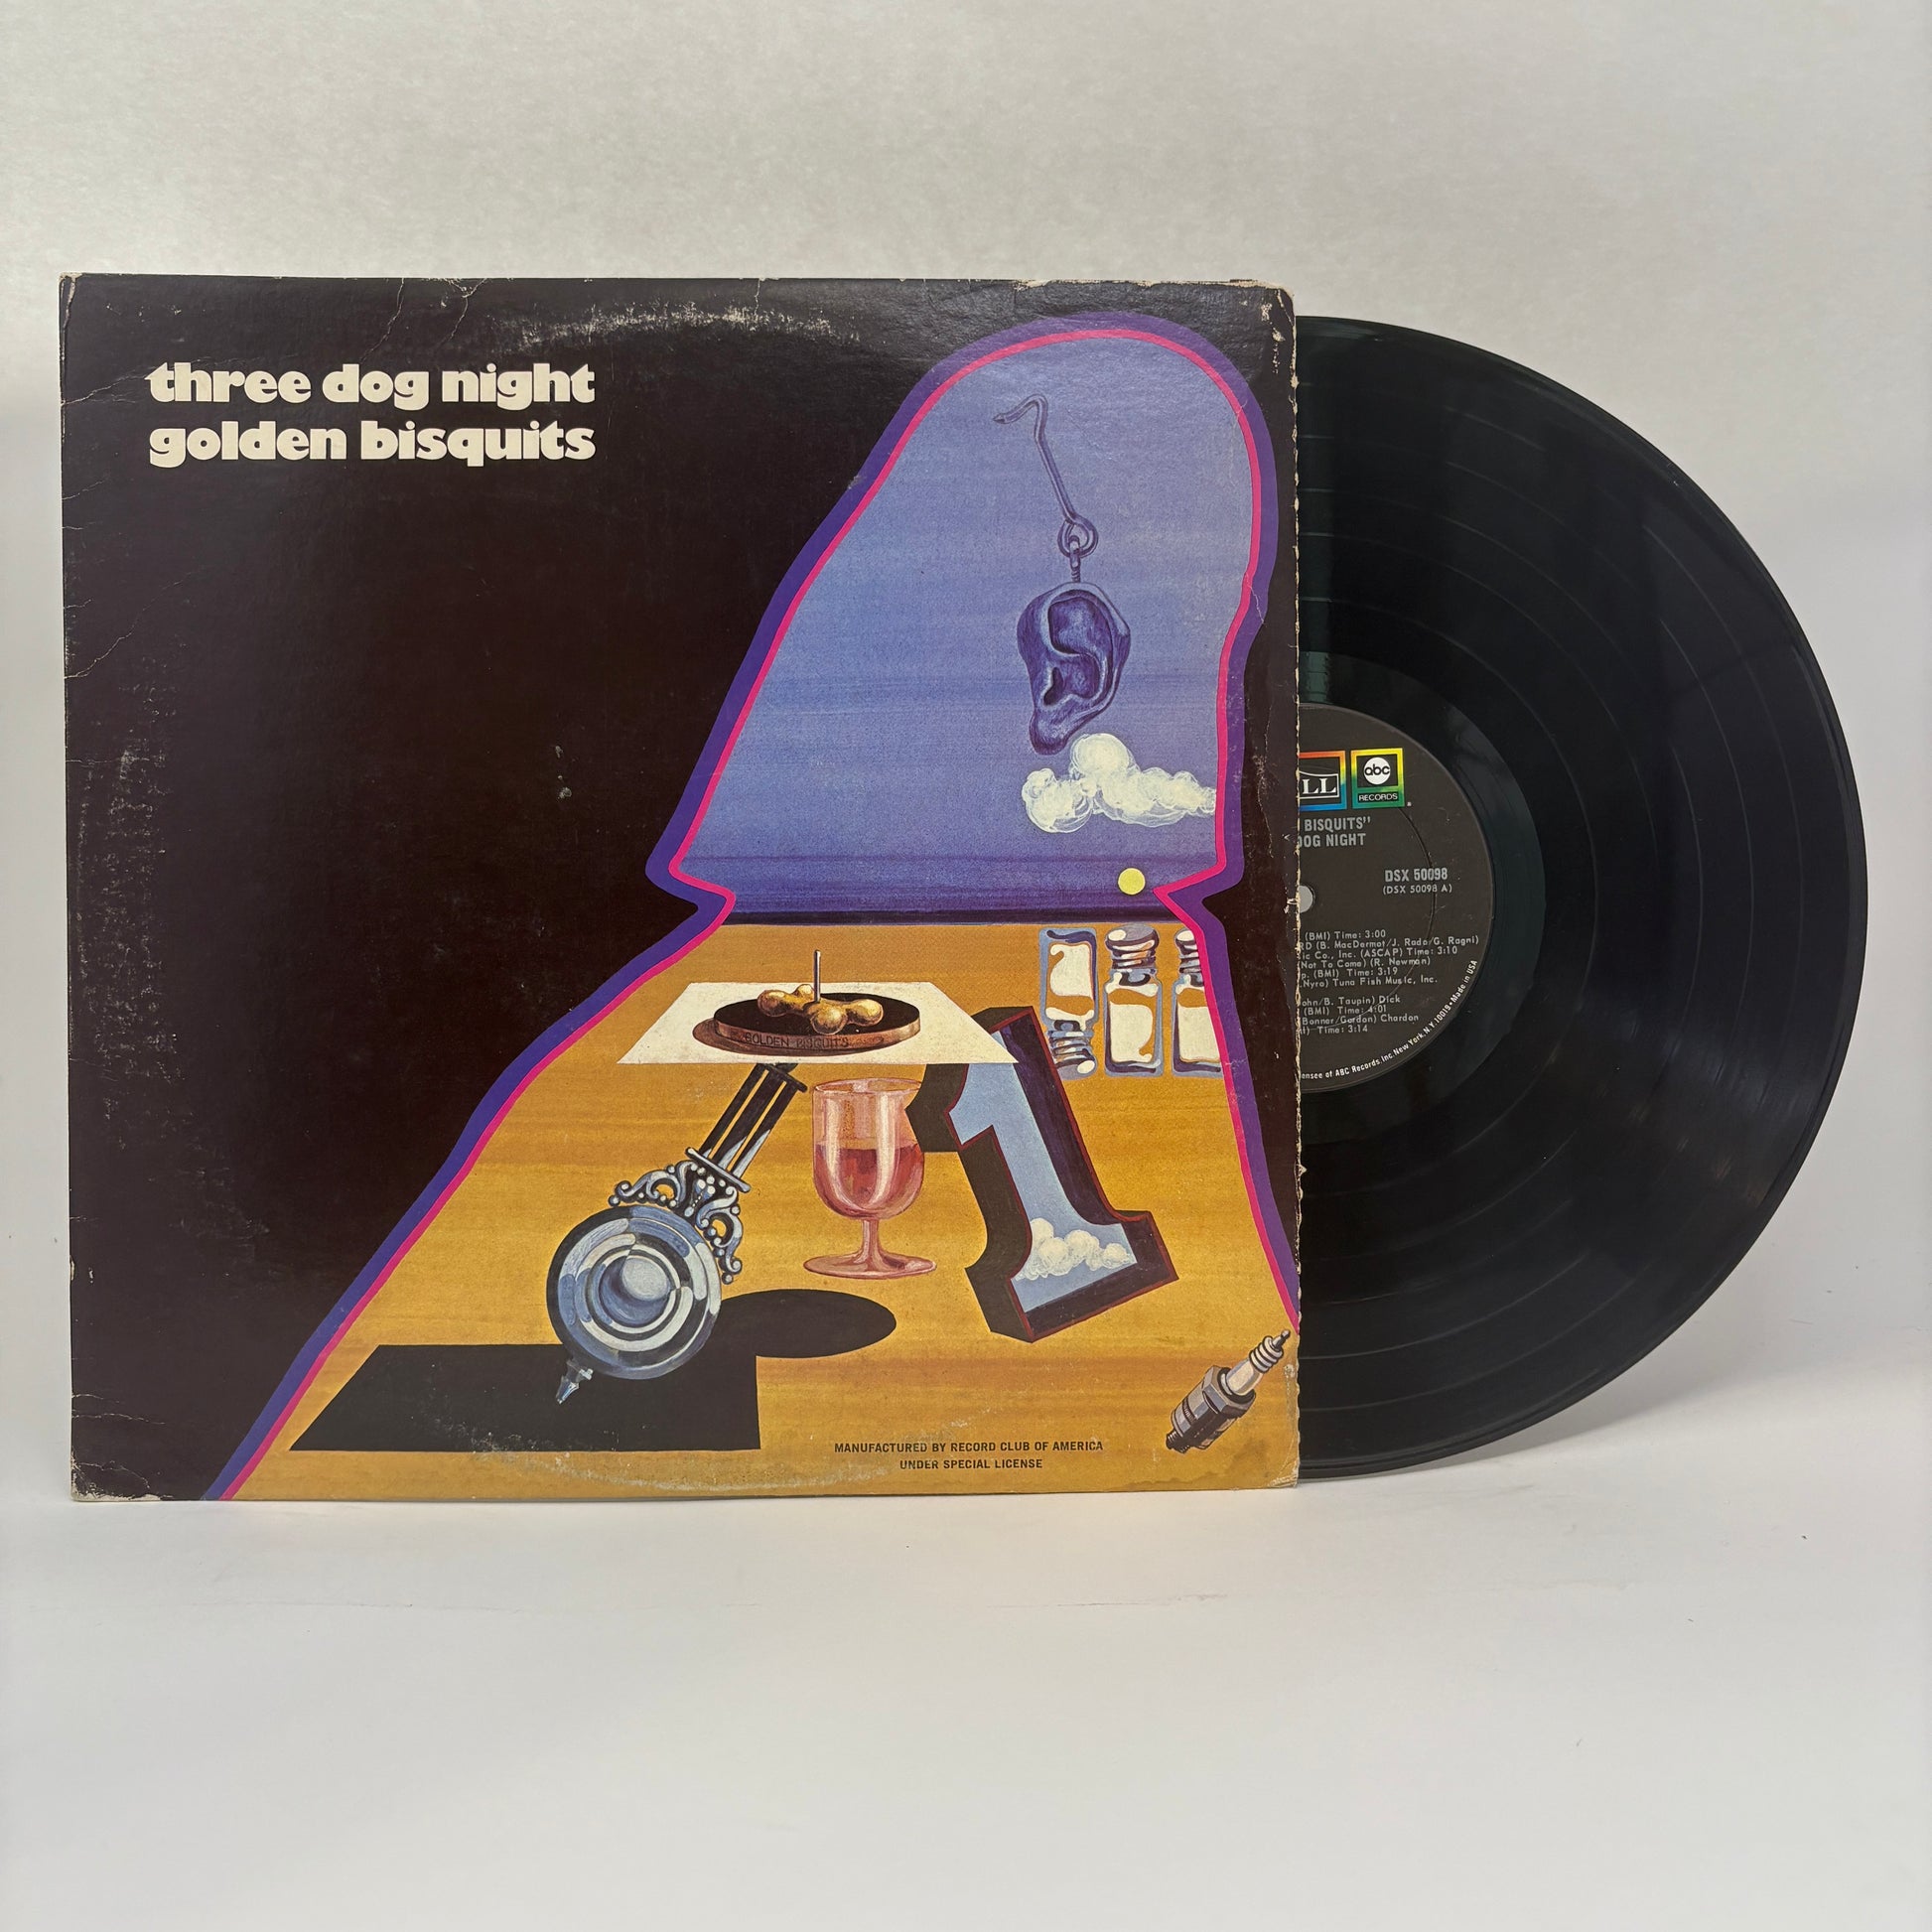 three dog night
golden bisquits
GOLDEN BISQUITS
MANUFACTURED BY RECORD CLUB OF AMERICA
UNDER SPECIAL LICENSE
LL
abc
RECORDS
BISQUITS"
DOG NIGHT
DSX 50098
(DSX 50098 A)
(BMI) Time: 3:00
RD (B. MacDermot/J. Rado/G. Ragni)
ic Co., Inc. (ASCAP) Time: 3:10
Not To Come) (R. Newman)
p. (BMI) Time: 3:19
Nyro) Tuna Fish Music, Inc.
ohn/B. Taupin) Dick
(BMI) Time: 4:01
Bonner/Gordon) Chardon
I) Time: 3:14
ensee of ABC Records, Inc. New York, N.Y. 10019 • Made in USA